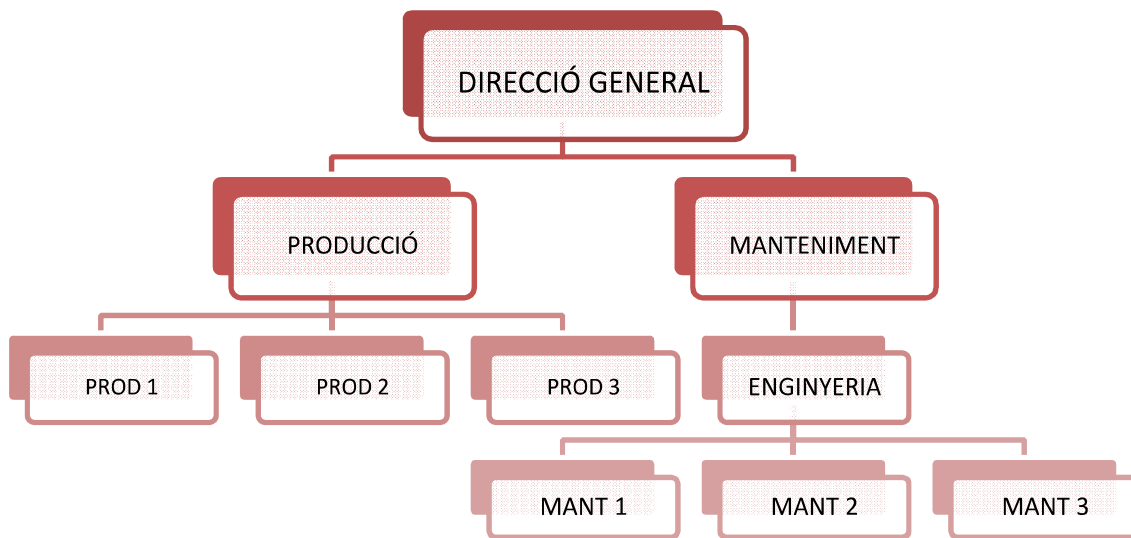 DIRECCIÓ GENERAL
PRODUCCIÓ
MANTENIMENT
PROD 1
PROD 2
PROD 3
ENGINYERIA
MANT 1
MANT 2
MANT 3